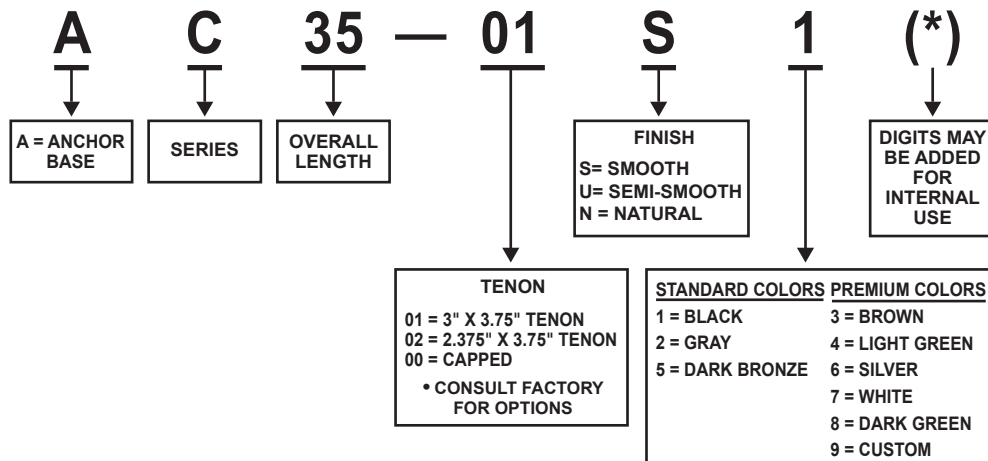 A C 35 — 01 S 1 (*)
A = ANCHOR
BASE
SERIES
OVERALL
LENGTH
FINISH
S= SMOOTH
U= SEMI-SMOOTH
N = NATURAL
DIGITS MAY
BE ADDED
FOR
INTERNAL
USE
TENON
01 = 3" X 3.75" TENON
02 = 2.375" X 3.75" TENON
00 = CAPPED
• CONSULT FACTORY
FOR OPTIONS
STANDARD COLORS
1 = BLACK
2 = GRAY
5 = DARK BRONZE
PREMIUM COLORS
3 = BROWN
4 = LIGHT GREEN
6 = SILVER
7 = WHITE
8 = DARK GREEN
9 = CUSTOM